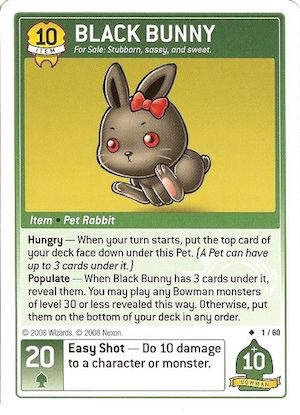 10
ITEM
BLACK BUNNY
For Sale: Stubborn, sassy, and sweet.
Item • Pet Rabbit
Hungry — When your turn starts, put the top card of
your deck face down under this Pet. (A Pet can have
up to 3 cards under it.)
Populate — When Black Bunny has 3 cards under it,
reveal them. You may play any Bowman monsters
of level 30 or less revealed this way. Otherwise, put
them on the bottom of your deck in any order.
© 2008 Wizards. © 2008 Nexon.
◆ 1 / 60
20
Easy Shot — Do 10 damage
to a character or monster.
10
BOWMAN